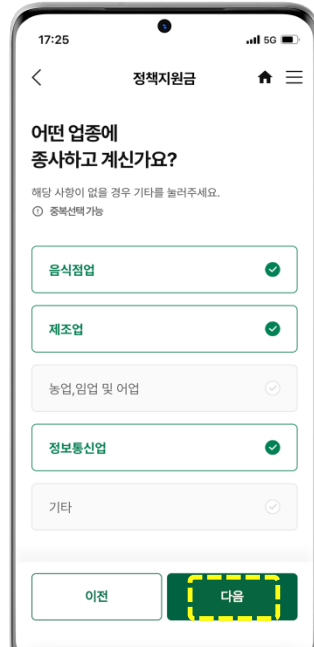 17:25
5G
정책지원금
어떤 업종에
종사하고 계신가요?
해당 사항이 없을 경우 기타를 눌러주세요.
중복선택 가능
음식점업
제조업
농업,임업 및 어업
정보통신업
기타
이전
다음